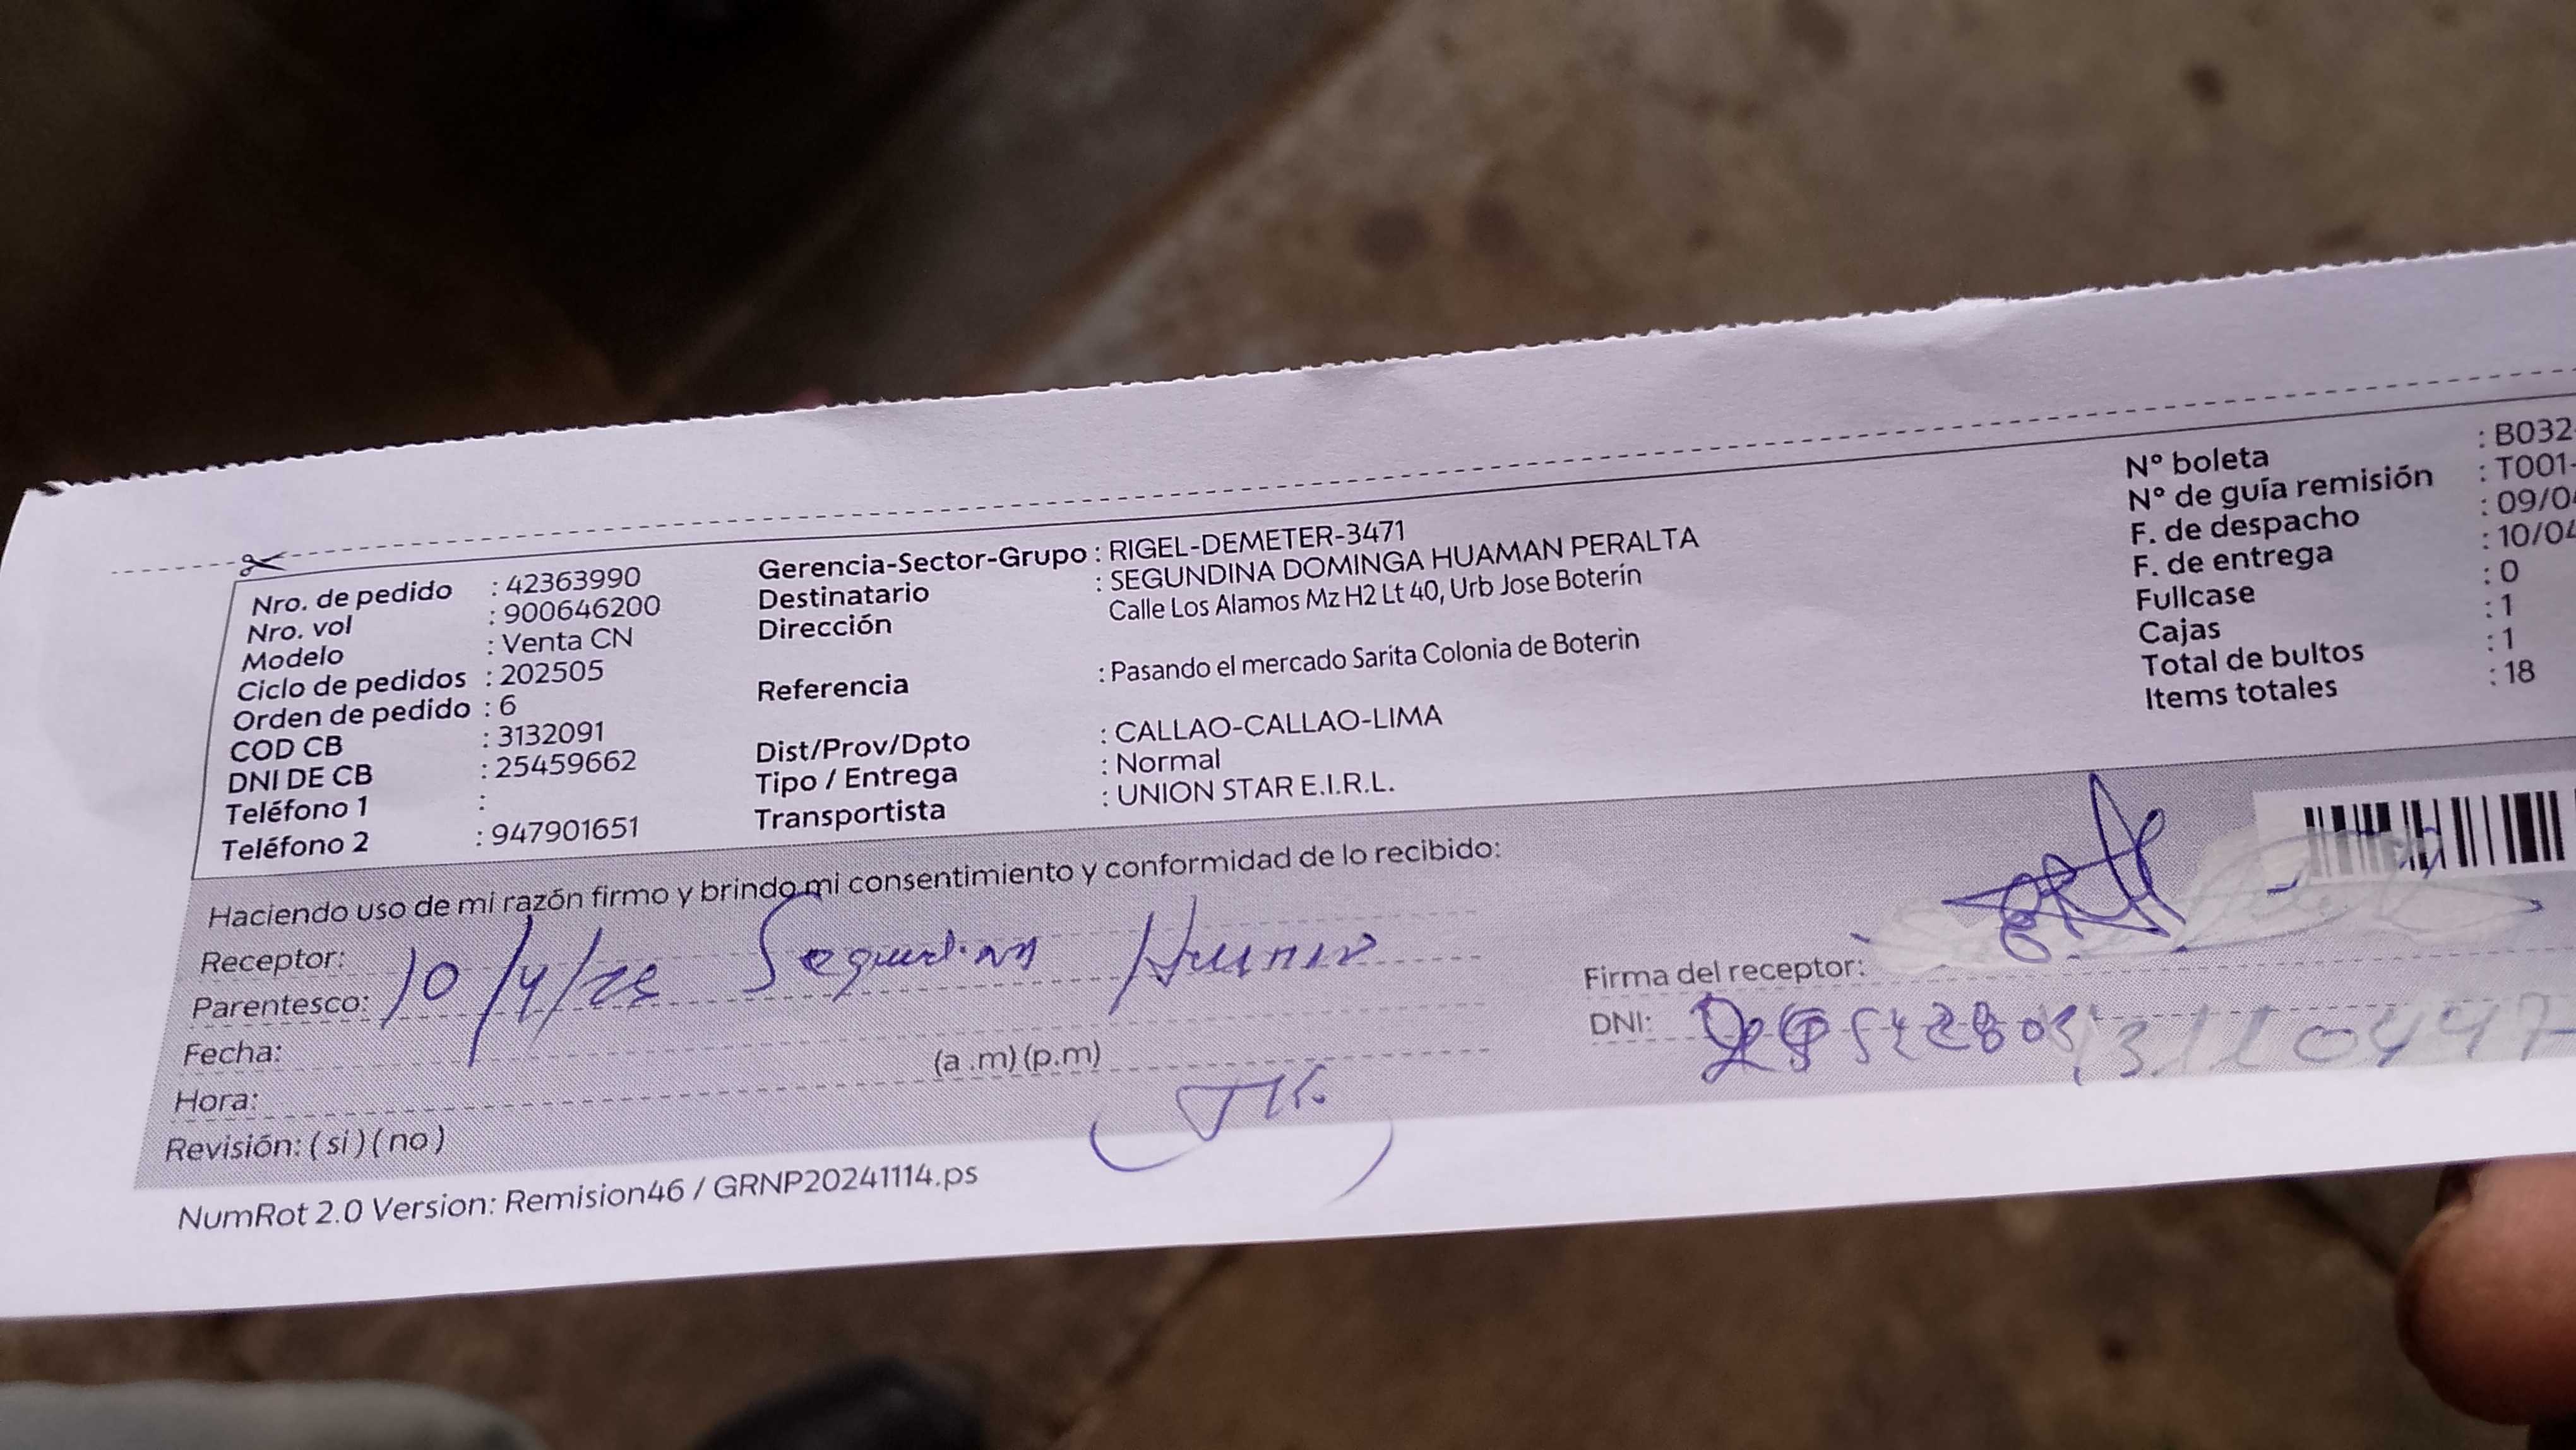 Nro. de pedido : 42363990
Nro. vol : 900646200
Modelo : Venta CN
Ciclo de pedidos : 202505
Orden de pedido : 6
COD CB : 3132091
DNI DE CB : 25459662
Teléfono 1 :
Teléfono 2 : 947901651
Gerencia-Sector-Grupo : RIGEL-DEMETER-3471
Destinatario : SEGUNDINA DOMINGA HUAMAN PERALTA
Dirección Calle Los Alamos Mz H2 Lt 40, Urb Jose Boterín
Referencia : Pasando el mercado Sarita Colonia de Boterin
Dist/Prov/Dpto : CALLAO-CALLAO-LIMA
Tipo / Entrega : Normal
Transportista : UNION STAR E.I.R.L.
N° boleta : B032-
N° de guía remisión : T001-
F. de despacho : 09/04
F. de entrega : 10/04
Fullcase : 0
Cajas : 1
Total de bultos : 1
Items totales : 18
Haciendo uso de mi razón firmo y brindo mi consentimiento y conformidad de lo recibido:
Receptor:
Parentesco: 10/4/25
Fecha:
Hora: (a .m) (p.m)
Revisión: ( si ) ( no )
Firma del receptor:
DNI:
NumRot 2.0 Version: Remision46 / GRNP20241114.ps